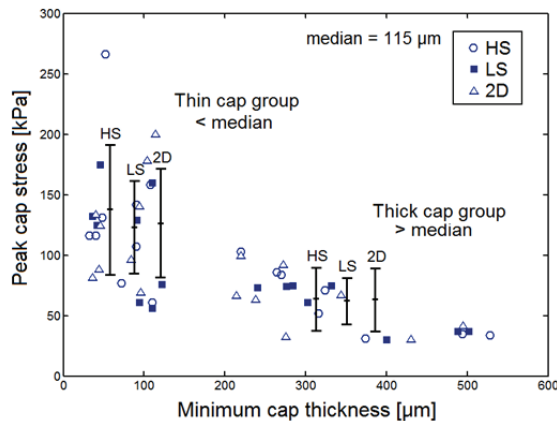 300
250
200
150
100
50
0
Peak cap stress [kPa]
median = 115 µm
HS
LS
2D
Thin cap group
< median
HS
LS
2D
Thick cap group
> median
HS
LS
2D
0 100 200 300 400 500 600
Minimum cap thickness [µm]